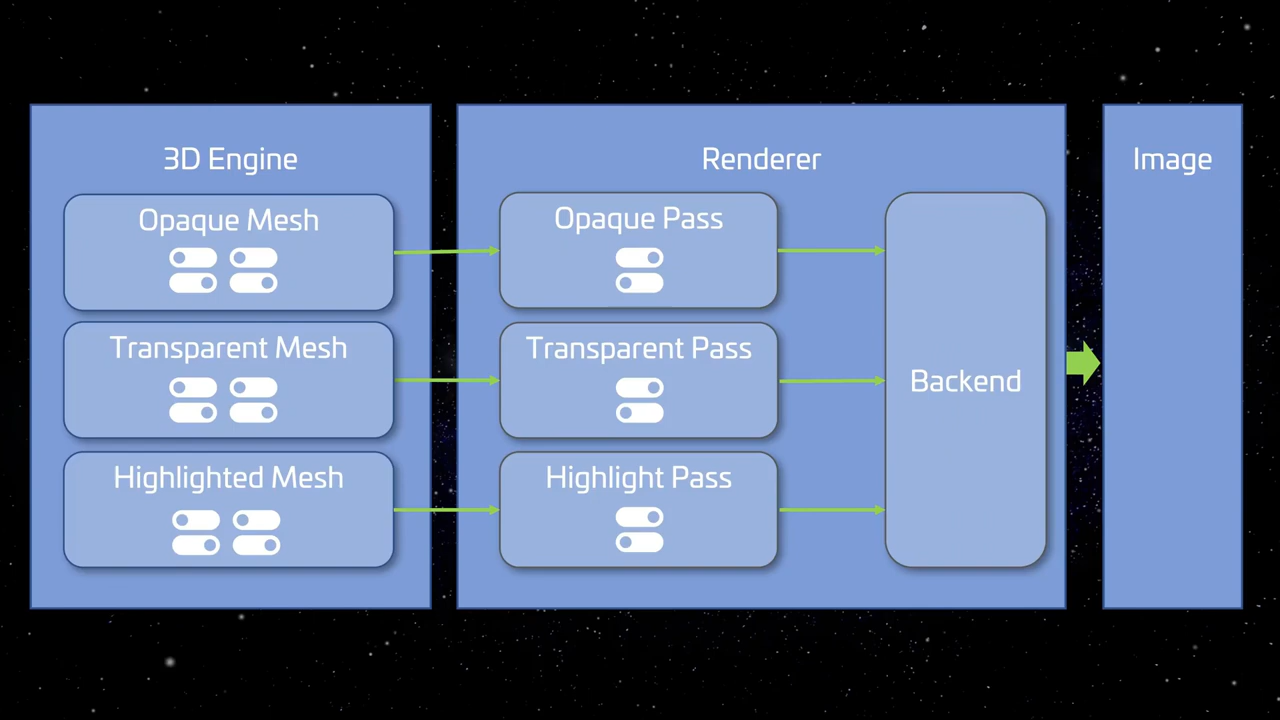 3D Engine
Opaque Mesh
Transparent Mesh
Highlighted Mesh
Renderer
Opaque Pass
Transparent Pass
Highlight Pass
Backend
Image